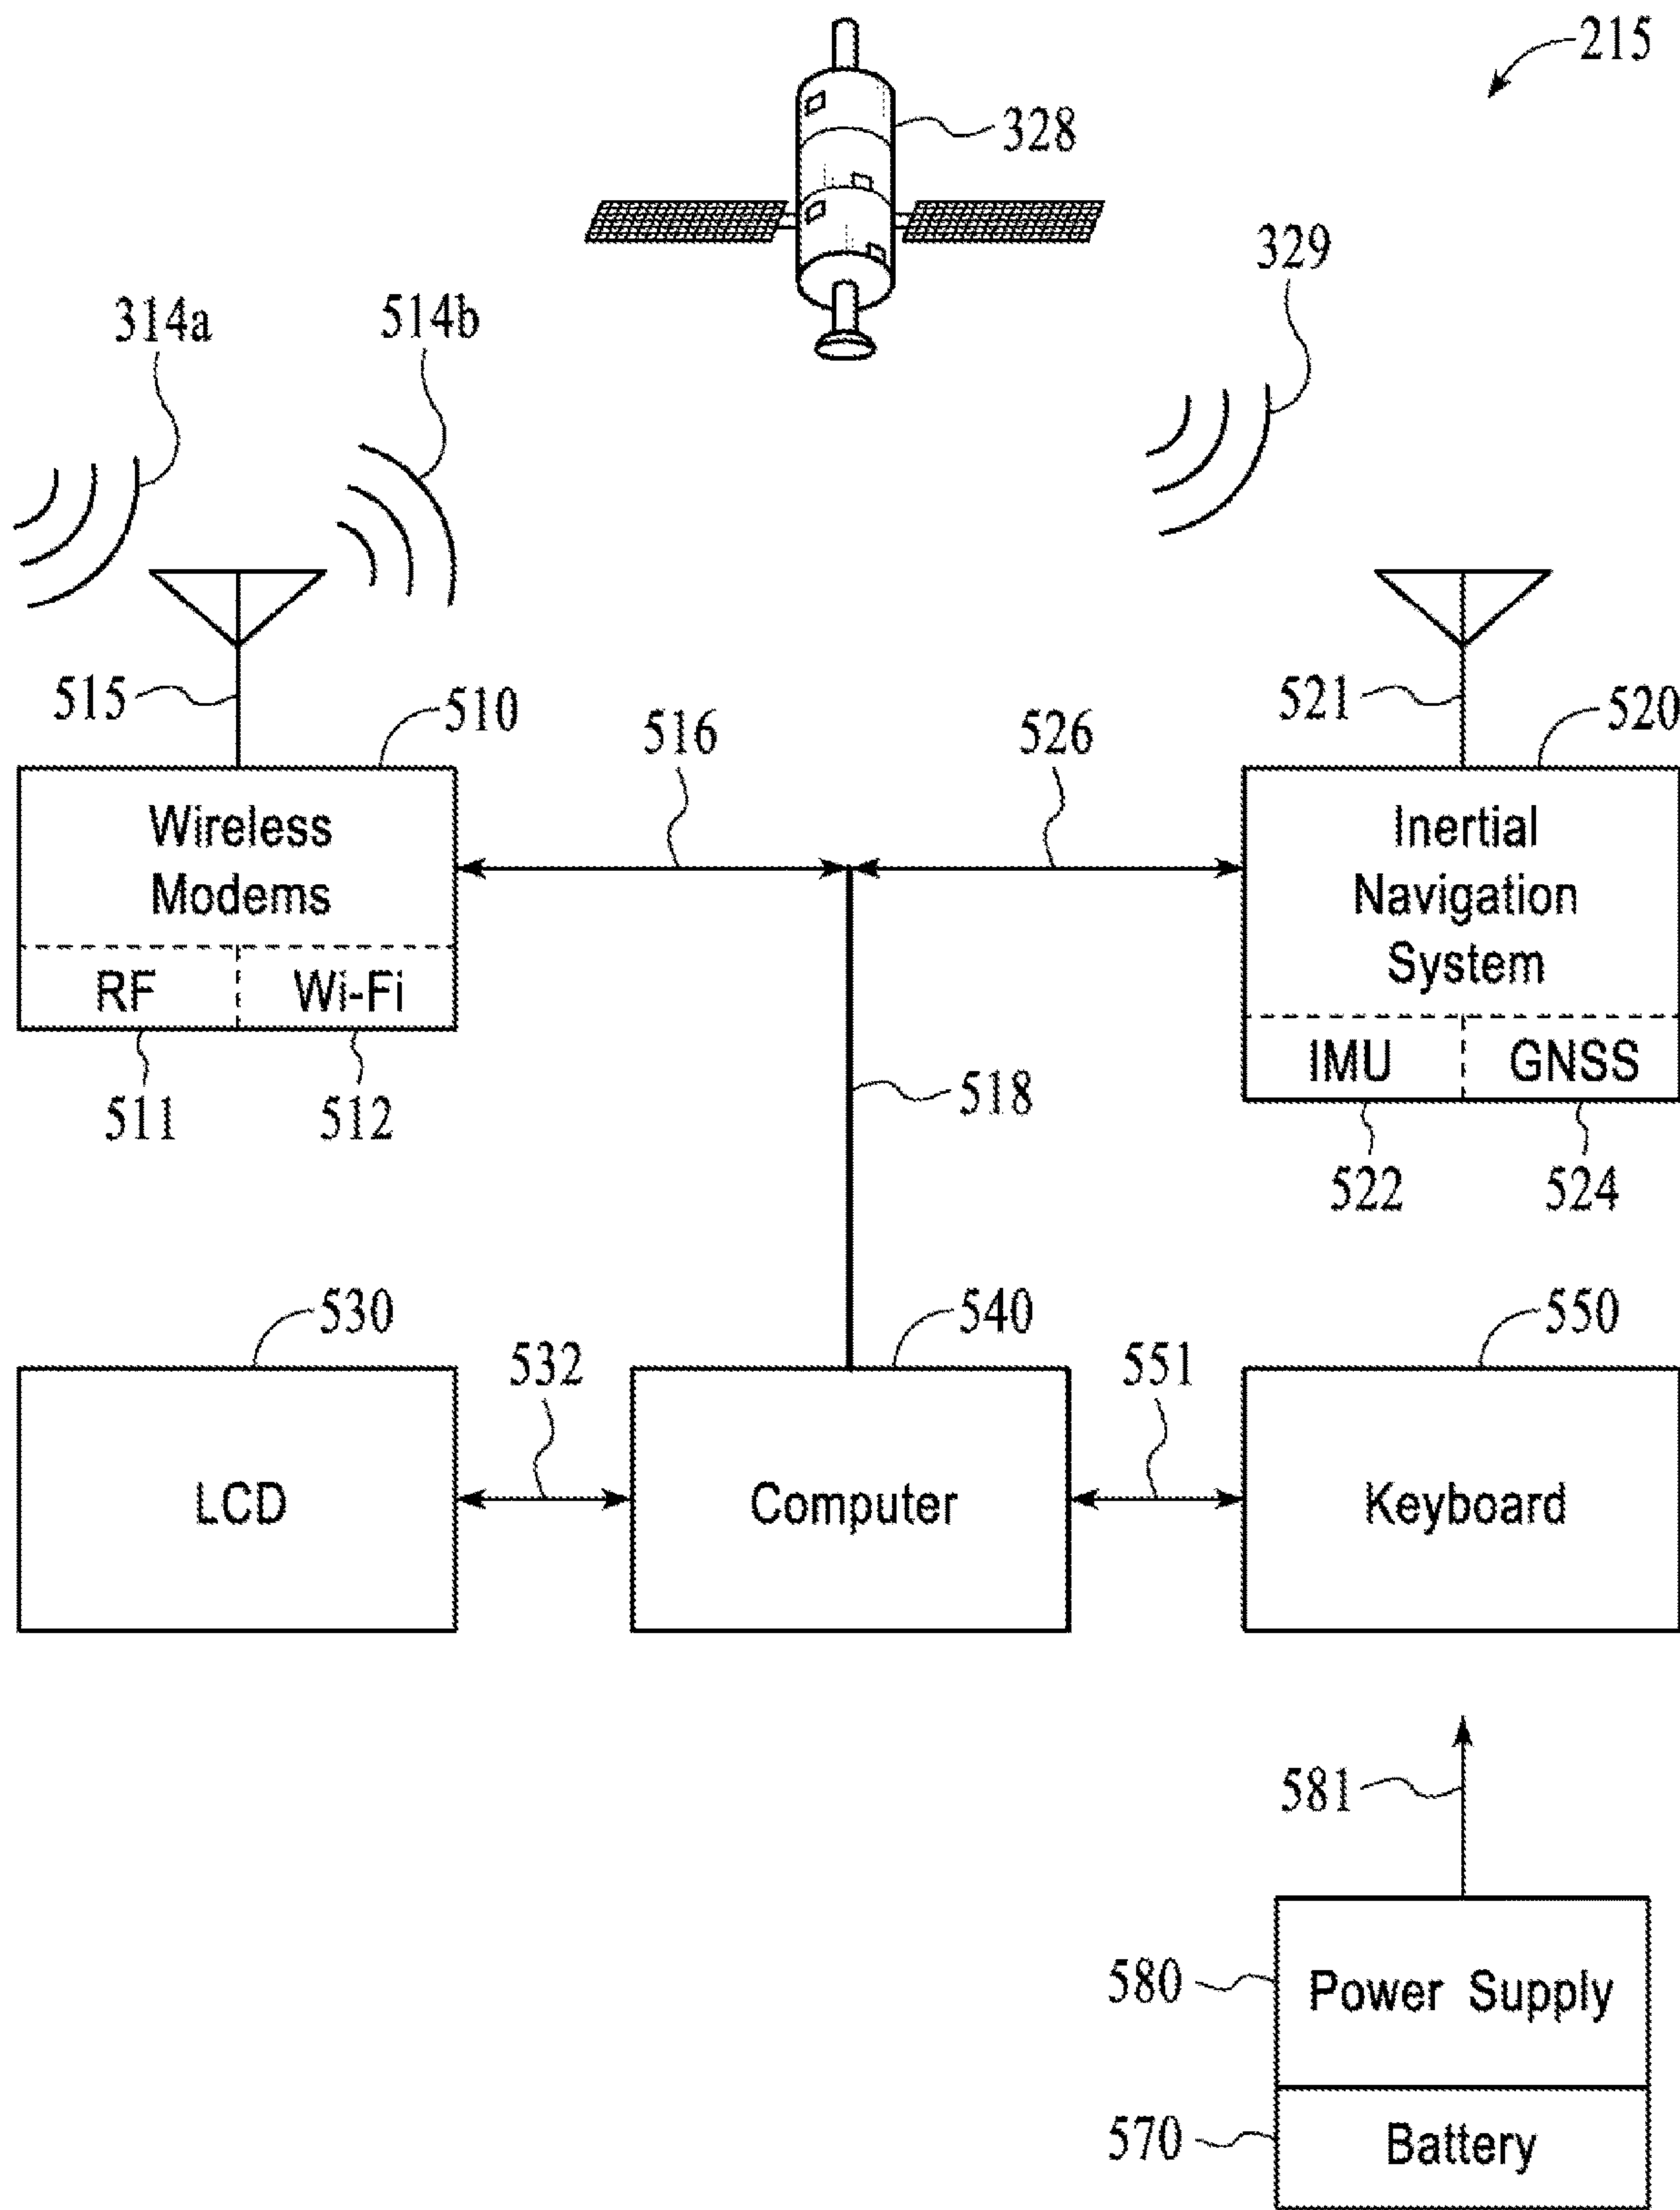 215
328
329
314a
514b
515
510
516
526
521
520
Wireless
Modems
RF
Wi-Fi
Inertial
Navigation
System
IMU
GNSS
511
512
518
522
524
530
532
540
551
550
LCD
Computer
Keyboard
581
580
Power Supply
570
Battery